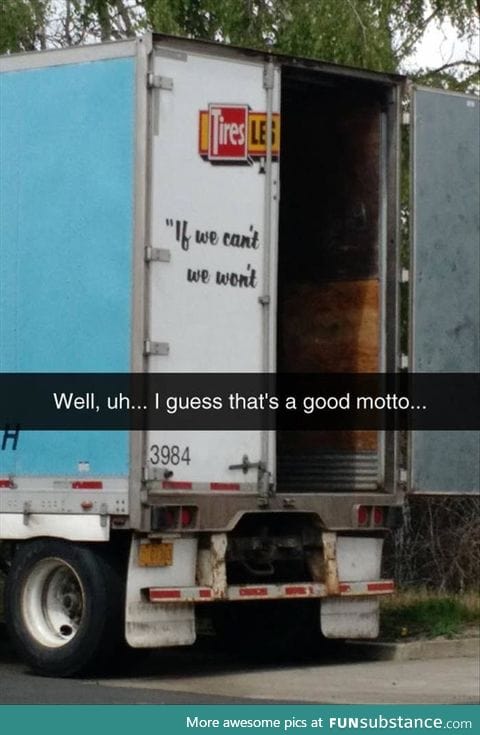 Tires LES
"If we can't
we won't
Well, uh... I guess that's a good motto...
H
3984
More awesome pics at FUNsubstance.com